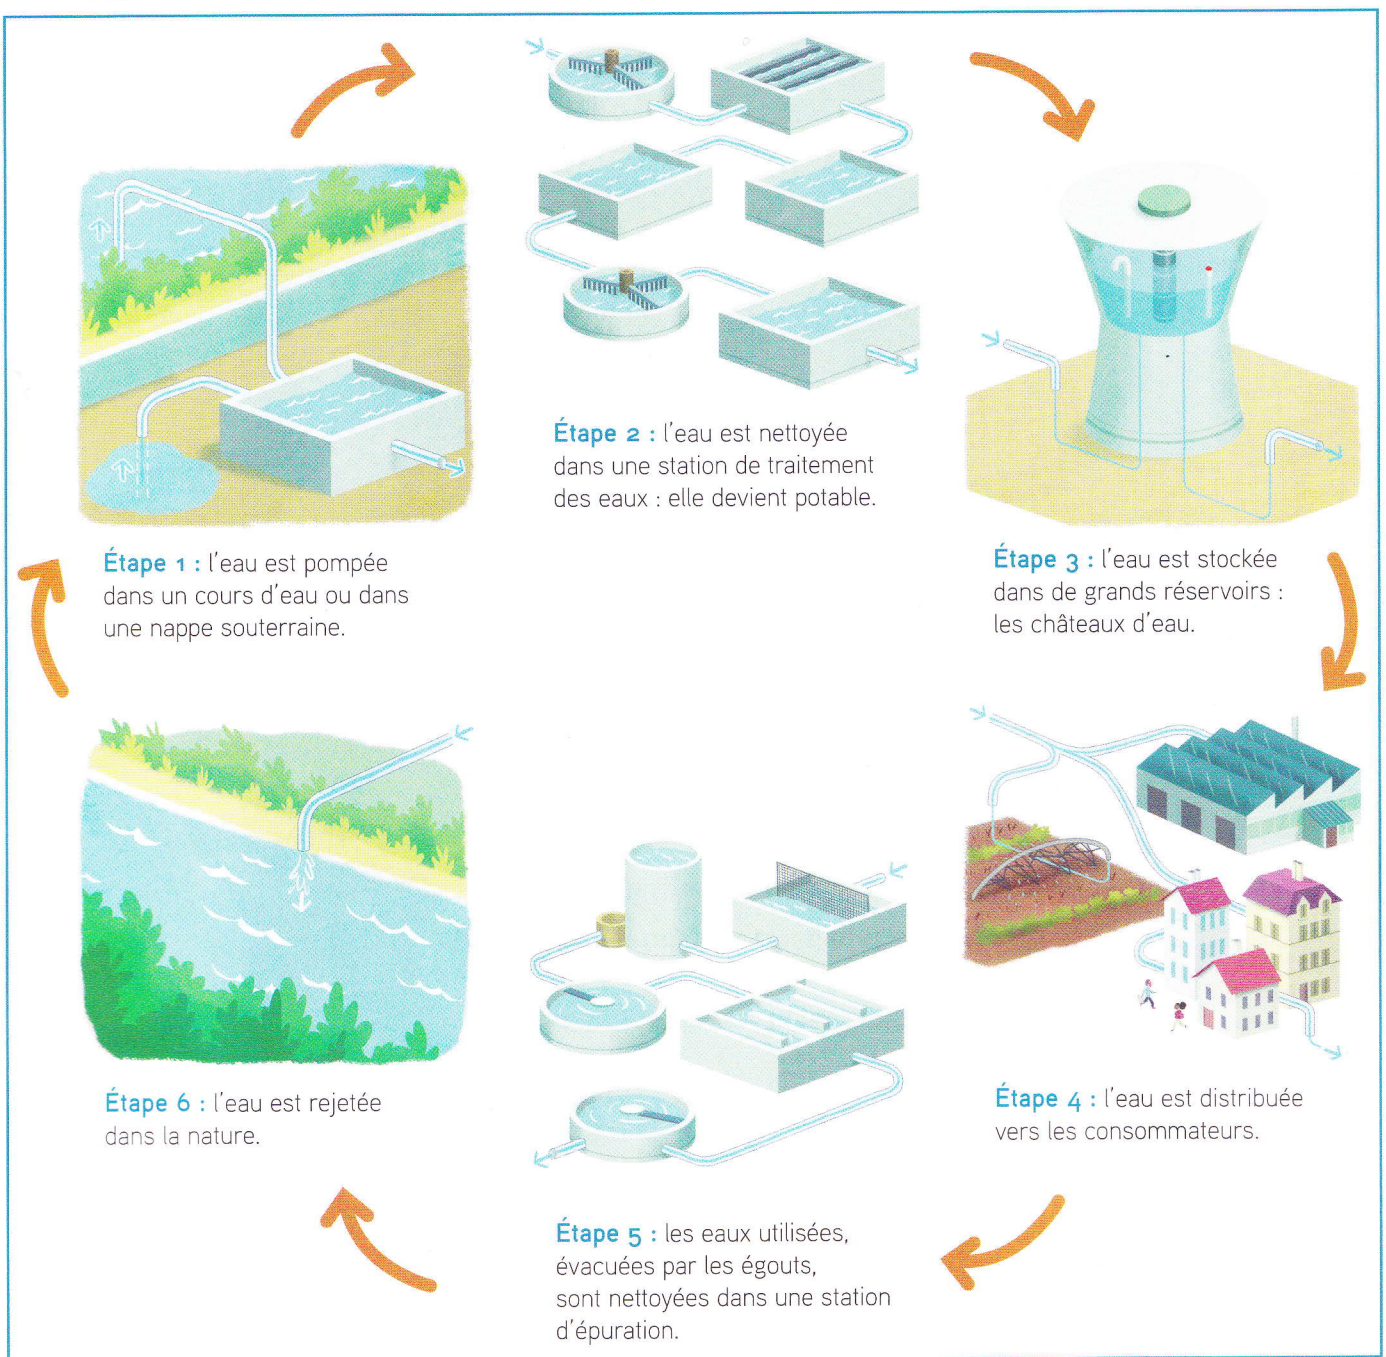 Étape 1 : l'eau est pompée
dans un cours d'eau ou dans
une nappe souterraine.
Étape 2 : l'eau est nettoyée
dans une station de traitement
des eaux : elle devient potable.
Étape 3 : l'eau est stockée
dans de grands réservoirs :
les châteaux d'eau.
Étape 4 : l'eau est distribuée
vers les consommateurs.
Étape 5 : les eaux utilisées,
évacuées par les égouts,
sont nettoyées dans une station
d'épuration.
Étape 6 : l'eau est rejetée
dans la nature.